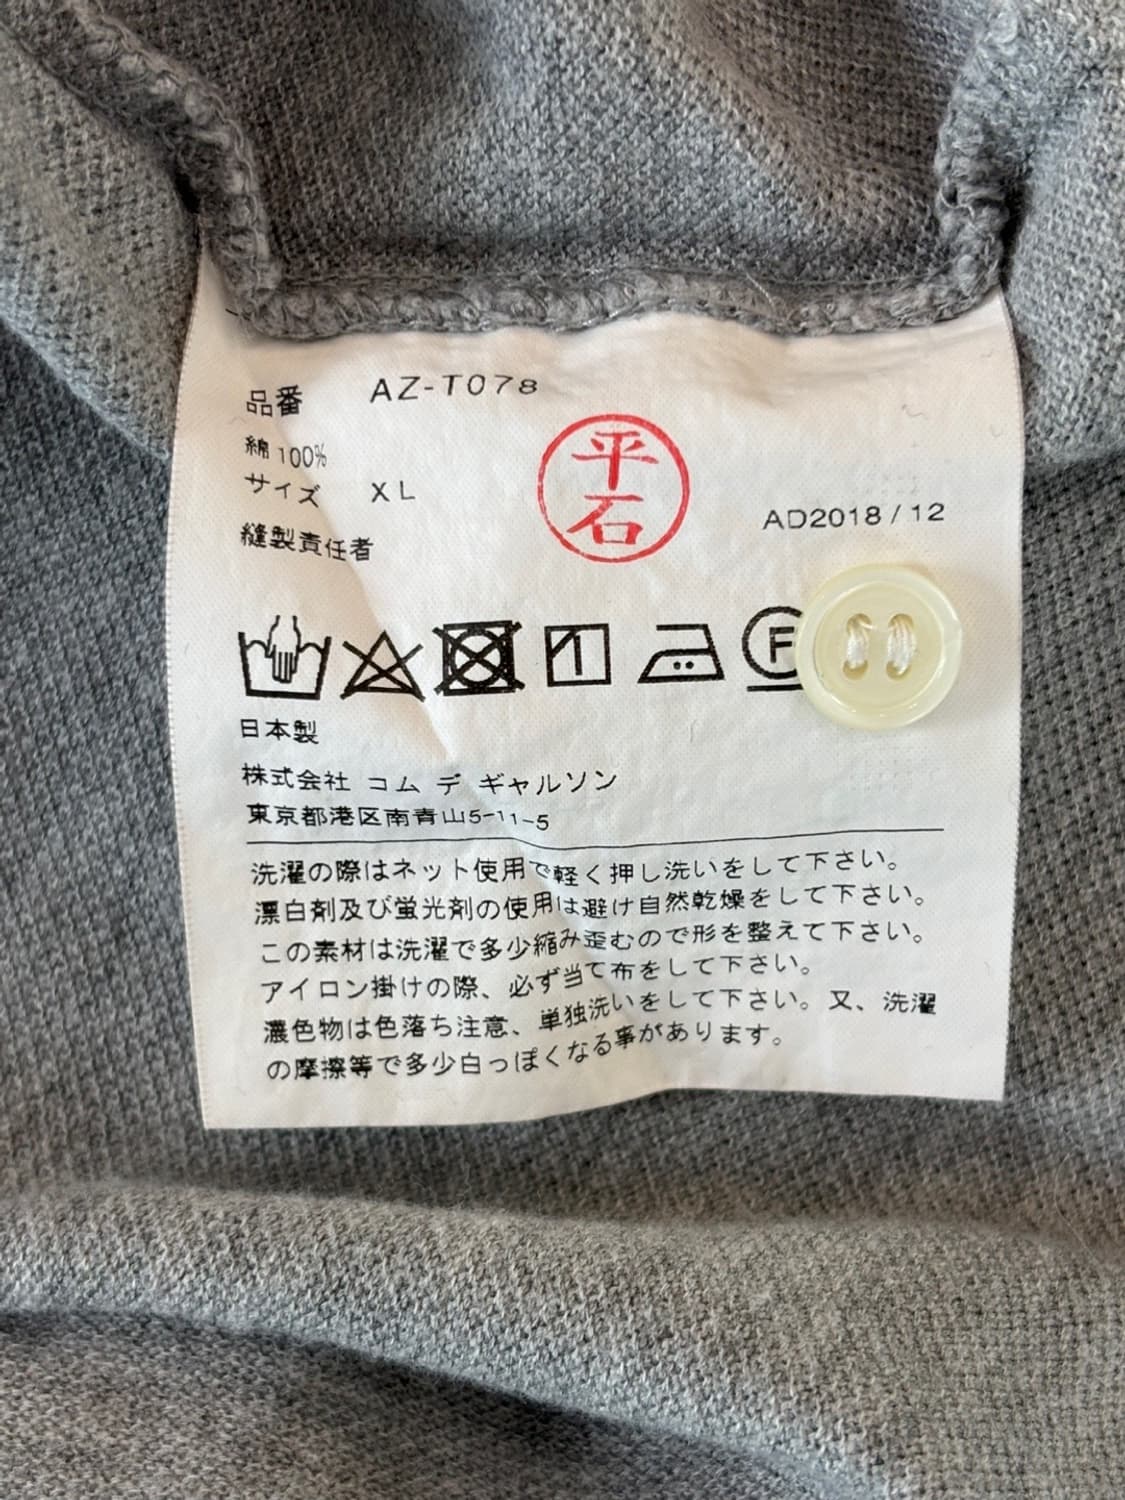 品番 AZ-T078
綿100%
サイズ XL
平石
AD2018/12
縫製責任者
F
日本製
株式会社 コム デ ギャルソン
東京都港区南青山5-11-5
洗濯の際はネット使用で軽く押し洗いをして下さい。
漂白剤及び蛍光剤の使用は避け自然乾燥をして下さい。
この素材は洗濯で多少縮み歪むので形を整えて下さい。
アイロン掛けの際、必ず当て布をして下さい。
濃色物は色落ち注意、単独洗いをして下さい。又、洗濯
の摩擦等で多少白っぽくなる事があります。